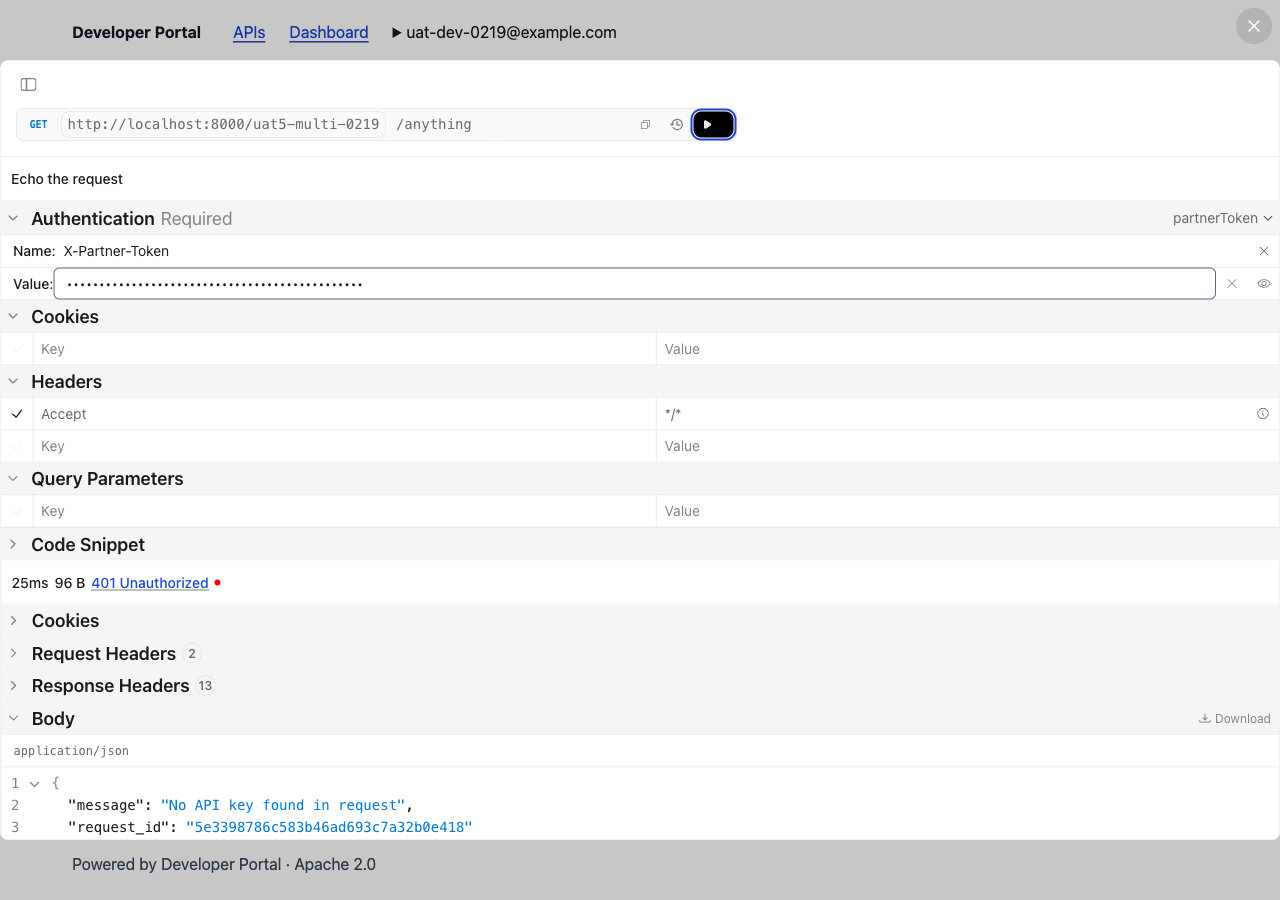 Developer Portal APIs Dashboard ▶ uat-dev-0219@example.com
GET http://localhost:8000/uat5-multi-0219 /anything
Echo the request
Authentication Required partnerToken
Name: X-Partner-Token
Value: ••••••••••••••••••••••••••••••••••••••••••••••
Cookies
Key Value
Headers
Accept */*
Key Value
Query Parameters
Key Value
Code Snippet
25ms 96 B 401 Unauthorized
Cookies
Request Headers 2
Response Headers 13
Body Download
application/json
1 {
2 "message": "No API key found in request",
3 "request_id": "5e3398786c583b46ad693c7a32b0e418"
Powered by Developer Portal · Apache 2.0